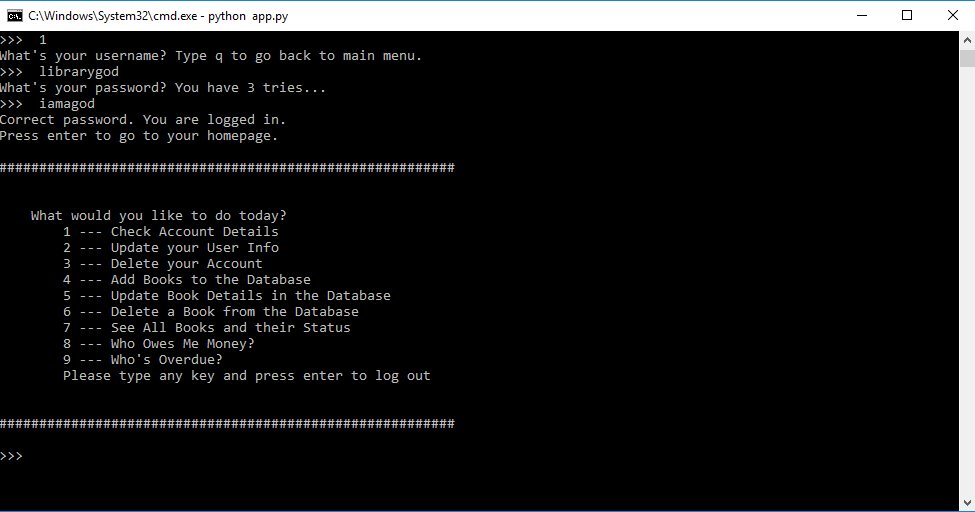 C:\Windows\System32\cmd.exe - python  app.py
>>>  1
What's your username? Type q to go back to main menu.
>>>  librarygod
What's your password? You have 3 tries...
>>>  iamagod
Correct password. You are logged in.
Press enter to go to your homepage.
#########################################################
What would you like to do today?
1 --- Check Account Details
2 --- Update your User Info
3 --- Delete your Account
4 --- Add Books to the Database
5 --- Update Book Details in the Database
6 --- Delete a Book from the Database
7 --- See All Books and their Status
8 --- Who Owes Me Money?
9 --- Who's Overdue?
Please type any key and press enter to log out
#########################################################
>>>